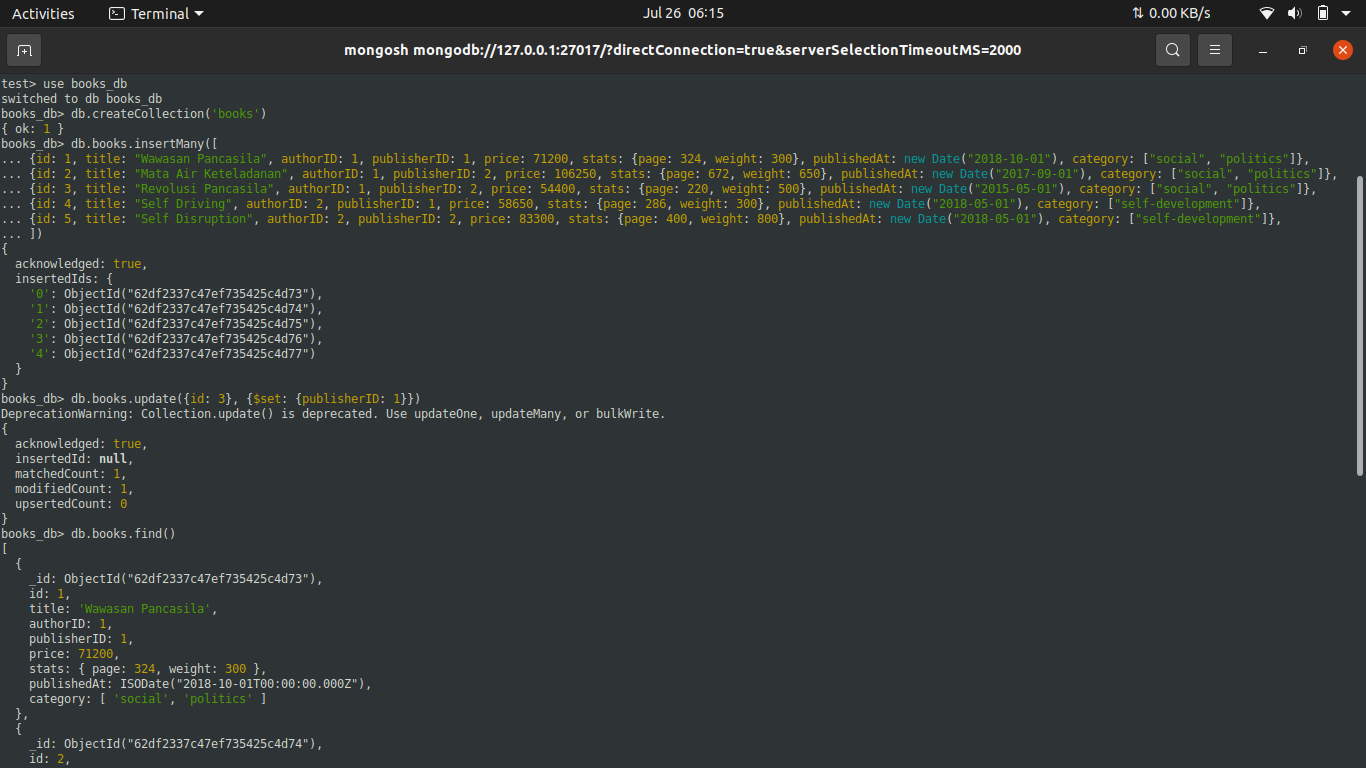 Activities Terminal Jul 26 06:15 0.00 KB/s
mongosh mongodb://127.0.0.1:27017/?directConnection=true&serverSelectionTimeoutMS=2000
test> use books_db
switched to db books_db
books_db> db.createCollection('books')
{ ok: 1 }
books_db> db.books.insertMany([
... {id: 1, title: "Wawasan Pancasila", authorID: 1, publisherID: 1, price: 71200, stats: {page: 324, weight: 300}, publishedAt: new Date("2018-10-01"), category: ["social", "politics"]},
... {id: 2, title: "Mata Air Keteladanan", authorID: 1, publisherID: 2, price: 106250, stats: {page: 672, weight: 650}, publishedAt: new Date("2017-09-01"), category: ["social", "politics"]},
... {id: 3, title: "Revolusi Pancasila", authorID: 1, publisherID: 2, price: 54400, stats: {page: 220, weight: 500}, publishedAt: new Date("2015-05-01"), category: ["social", "politics"]},
... {id: 4, title: "Self Driving", authorID: 2, publisherID: 1, price: 58650, stats: {page: 286, weight: 300}, publishedAt: new Date("2018-05-01"), category: ["self-development"]},
... {id: 5, title: "Self Disruption", authorID: 2, publisherID: 2, price: 83300, stats: {page: 400, weight: 800}, publishedAt: new Date("2018-05-01"), category: ["self-development"]},
... ])
{
  acknowledged: true,
  insertedIds: {
    '0': ObjectId("62df2337c47ef735425c4d73"),
    '1': ObjectId("62df2337c47ef735425c4d74"),
    '2': ObjectId("62df2337c47ef735425c4d75"),
    '3': ObjectId("62df2337c47ef735425c4d76"),
    '4': ObjectId("62df2337c47ef735425c4d77")
  }
}
books_db> db.books.update({id: 3}, {$set: {publisherID: 1}})
DeprecationWarning: Collection.update() is deprecated. Use updateOne, updateMany, or bulkWrite.
{
  acknowledged: true,
  insertedId: null,
  matchedCount: 1,
  modifiedCount: 1,
  upsertedCount: 0
}
books_db> db.books.find()
[
  {
    _id: ObjectId("62df2337c47ef735425c4d73"),
    id: 1,
    title: 'Wawasan Pancasila',
    authorID: 1,
    publisherID: 1,
    price: 71200,
    stats: { page: 324, weight: 300 },
    publishedAt: ISODate("2018-10-01T00:00:00.000Z"),
    category: [ 'social', 'politics' ]
  },
  {
    _id: ObjectId("62df2337c47ef735425c4d74"),
    id: 2,